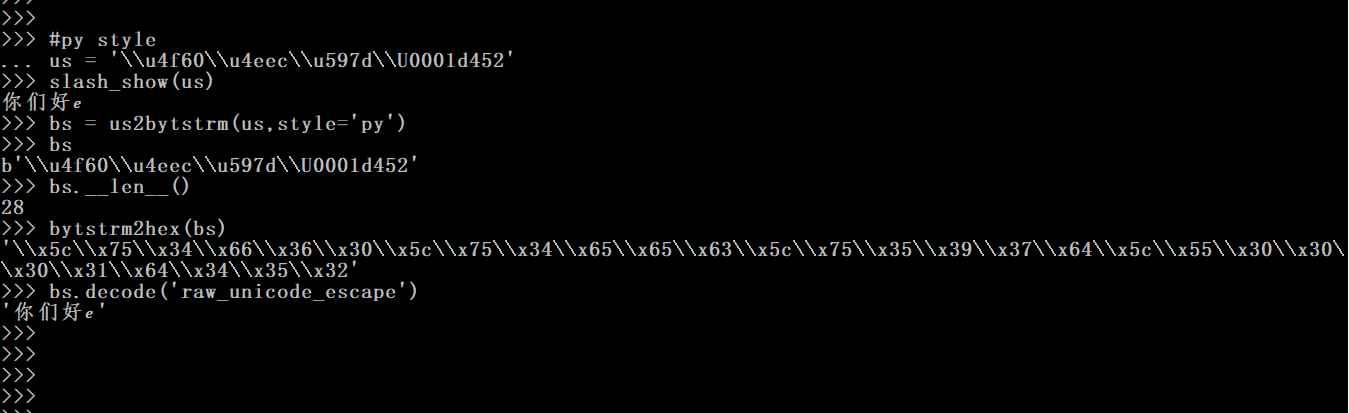 >>>
>>>
>>> #py style
... us = '\\u4f60\\u4eec\\u597d\\U0001d452'
>>> slash_show(us)
你们好𝑒
>>> bs = us2bytstrm(us,style='py')
>>> bs
b'\\u4f60\\u4eec\\u597d\\U0001d452'
>>> bs.__len__()
28
>>> bytstrm2hex(bs)
'\\x5c\\x75\\x34\\x66\\x36\\x30\\x5c\\x75\\x34\\x65\\x65\\x63\\x5c\\x75\\x35\\x39\\x37\\x64\\x5c\\x55\\x30\\x30\
\x30\\x31\\x64\\x34\\x35\\x32'
>>> bs.decode('raw_unicode_escape')
'你们好𝑒'
>>>
>>>
>>>
>>>
>>>